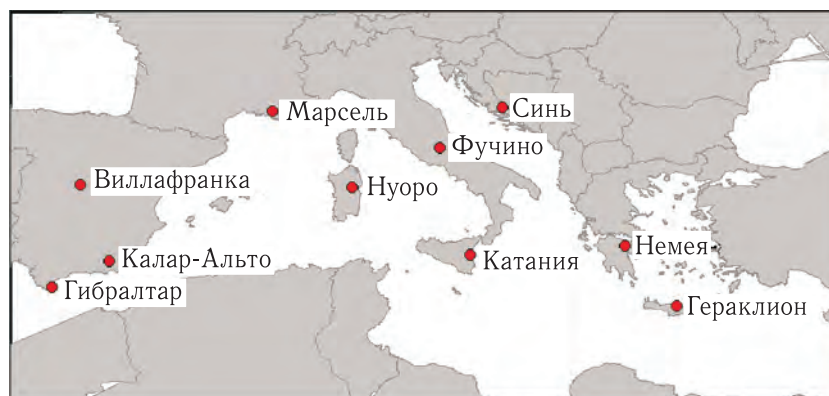 Марсель
Синь
Фучино
Виллафранка
Нуоро
Калар-Альто
Катания
Немея
Гибралтар
Гераклион